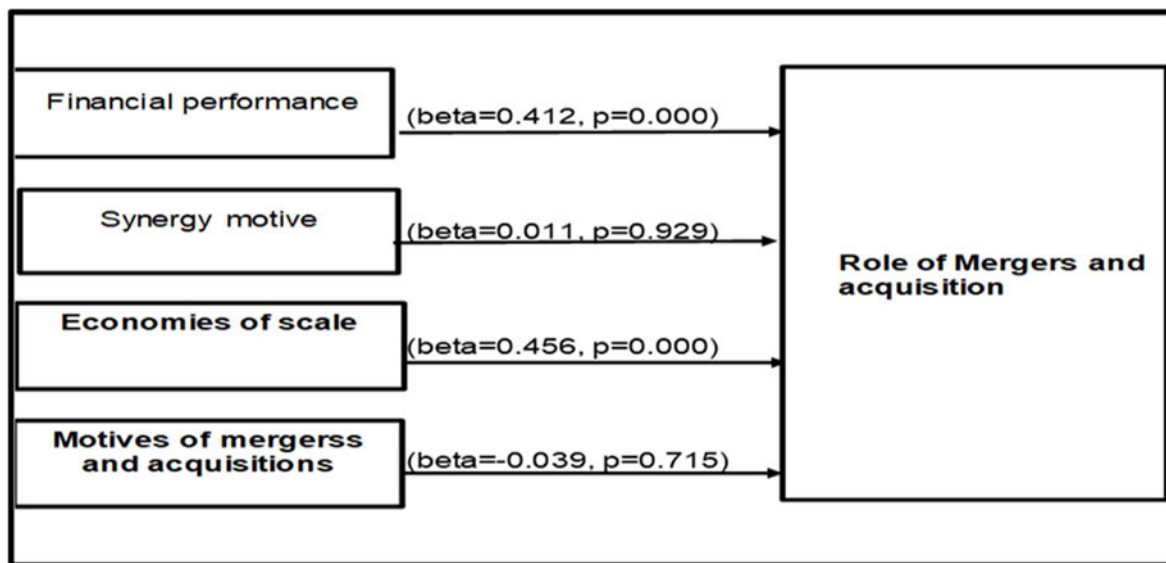 Financial performance
(beta=0.412, p=0.000)
Synergy motive
(beta=0.011, p=0.929)
Role of Mergers and
acquisition
Economies of scale
(beta=0.456, p=0.000)
Motives of mergerss
and acquisitions
(beta=-0.039, p=0.715)